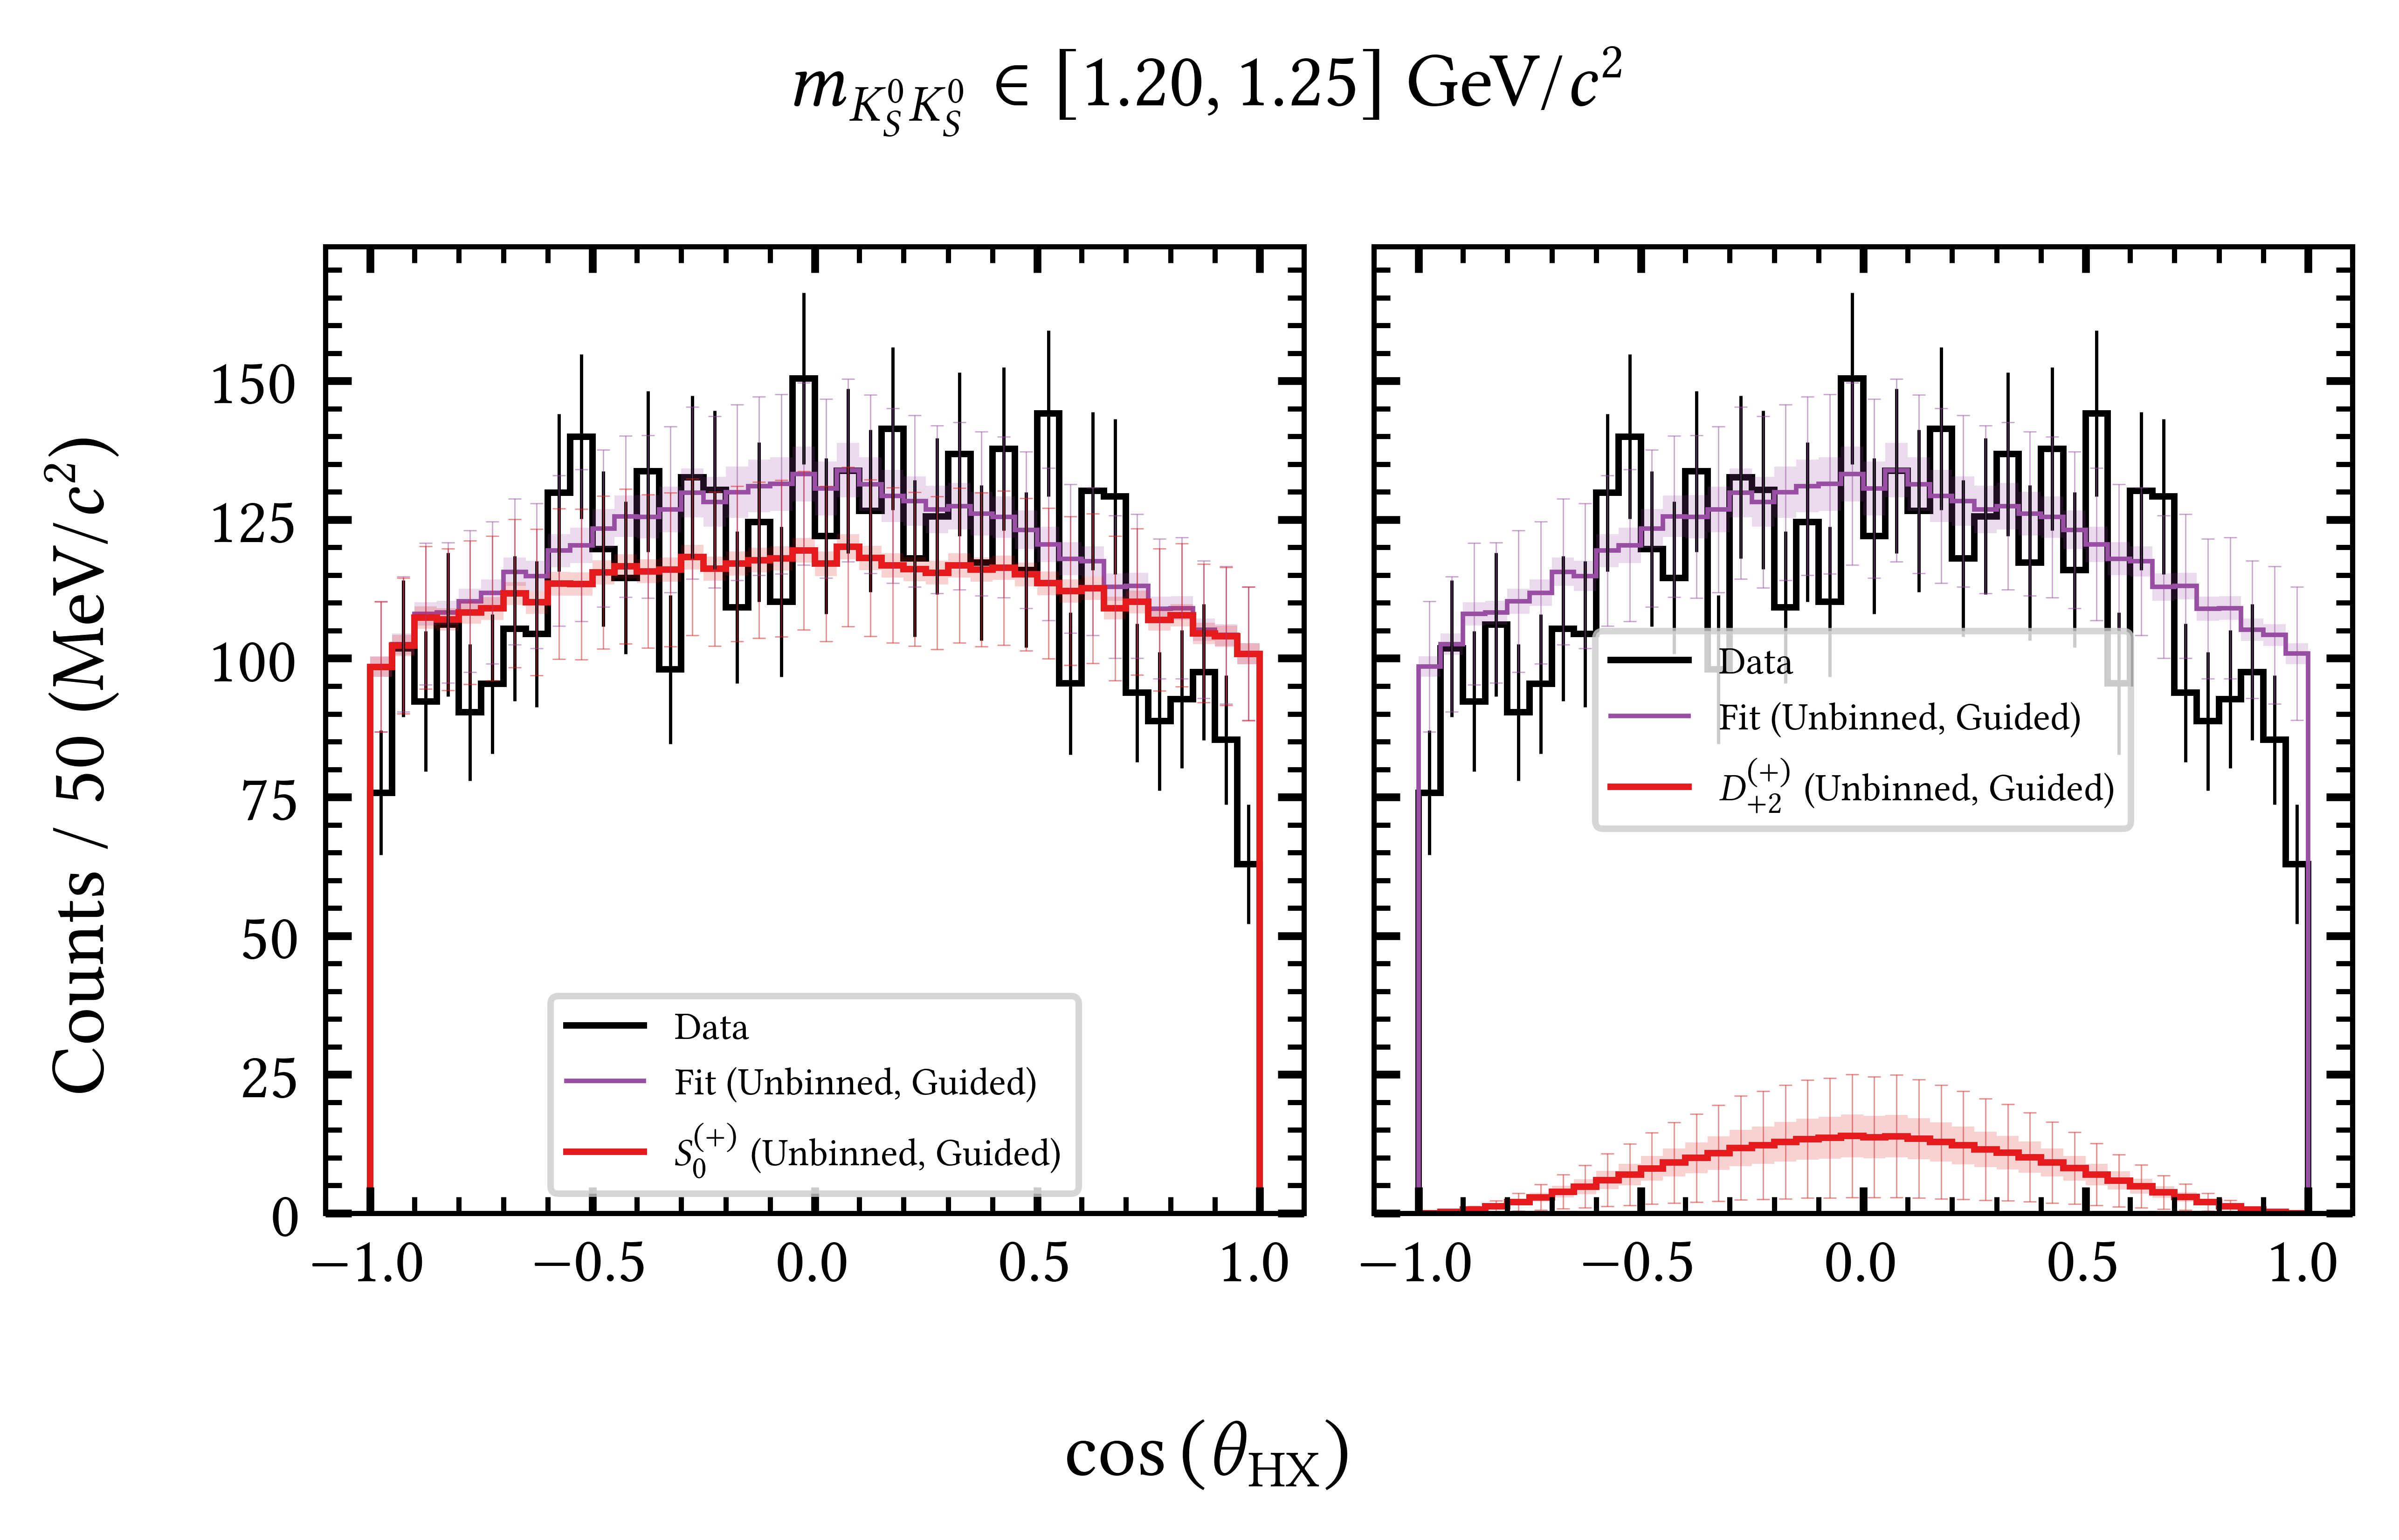 m_{K_S^0 K_S^0} ∈ [1.20, 1.25] GeV/c²
Counts / 50 (MeV/c²)
150
125
100
75
50
25
0
Data
Fit (Unbinned, Guided)
S_0^{(+)} (Unbinned, Guided)
−1.0 −0.5 0.0 0.5 1.0
Data
Fit (Unbinned, Guided)
D_{+2}^{(+)} (Unbinned, Guided)
−1.0 −0.5 0.0 0.5 1.0
cos (θ_{HX})